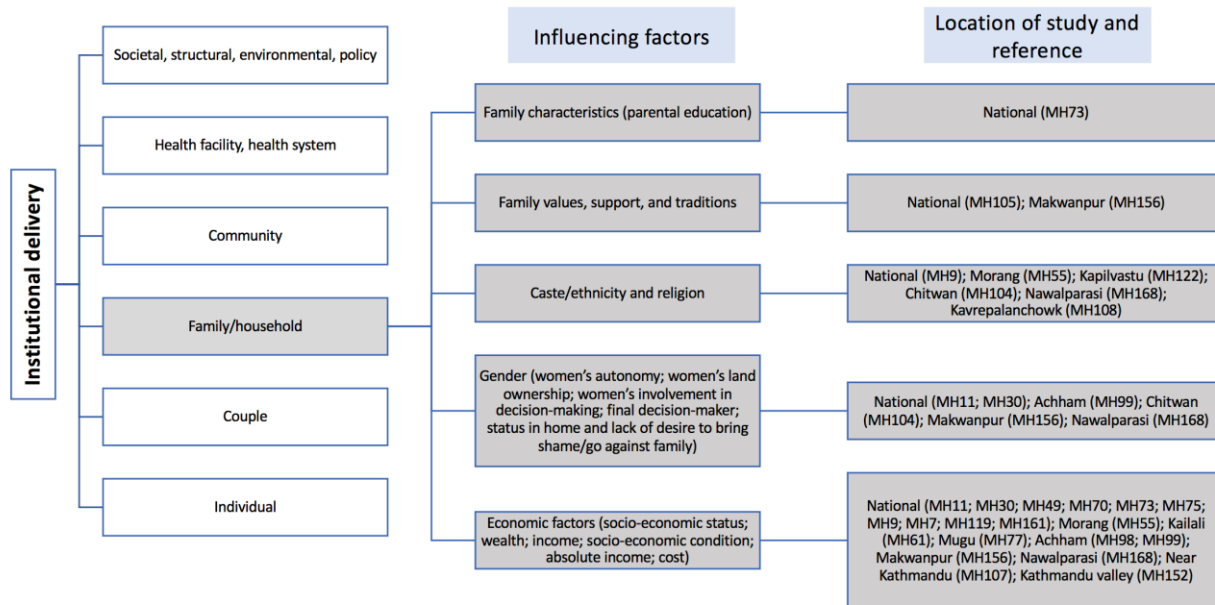 Influencing factors
Location of study and
reference
Institutional delivery
Societal, structural, environmental, policy
Health facility, health system
Community
Family/household
Couple
Individual
Family characteristics (parental education)
National (MH73)
Family values, support, and traditions
National (MH105); Makwanpur (MH156)
Caste/ethnicity and religion
National (MH9); Morang (MH55); Kapilvastu (MH122);
Chitwan (MH104); Nawalparasi (MH168);
Kavrepalanchowk (MH108)
Gender (women's autonomy; women's land
ownership; women's involvement in
decision-making; final decision-maker;
status in home and lack of desire to bring
shame/go against family)
National (MH11; MH30); Achham (MH99); Chitwan
(MH104); Makwanpur (MH156); Nawalparasi (MH168)
Economic factors (socio-economic status;
wealth; income; socio-economic condition;
absolute income; cost)
National (MH11; MH30; MH49; MH70; MH73; MH75;
MH9; MH7; MH119; MH161); Morang (MH55); Kailali
(MH61); Mugu (MH77); Achham (MH98; MH99);
Makwanpur (MH156); Nawalparasi (MH168); Near
Kathmandu (MH107); Kathmandu valley (MH152)